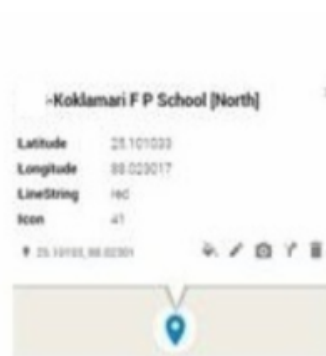 -Koklamari F P School [North]
Latitude 25.101033
Longitude 88.023017
LineString red
Icon 41
25.10103, 88.02301